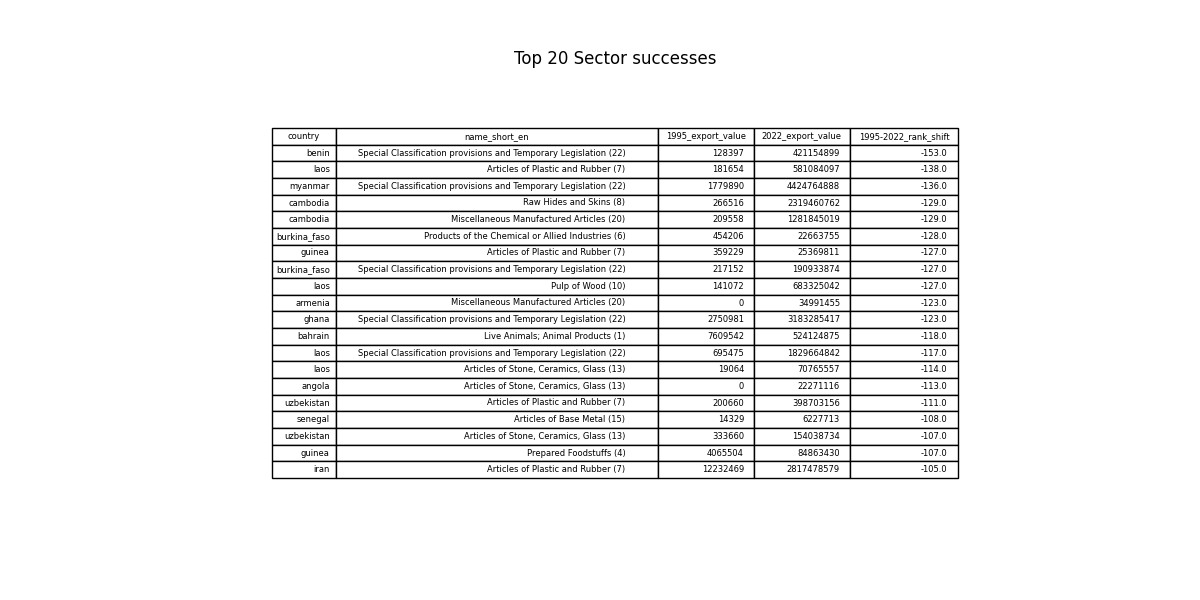 Top 20 Sector successes
country name_short_en 1995_export_value 2022_export_value 1995-2022_rank_shift
benin Special Classification provisions and Temporary Legislation (22) 128397 421154899 -153.0
laos Articles of Plastic and Rubber (7) 181654 581084097 -138.0
myanmar Special Classification provisions and Temporary Legislation (22) 1779890 4424764888 -136.0
cambodia Raw Hides and Skins (8) 266516 2319460762 -129.0
cambodia Miscellaneous Manufactured Articles (20) 209558 1281845019 -129.0
burkina_faso Products of the Chemical or Allied Industries (6) 454206 22663755 -128.0
guinea Articles of Plastic and Rubber (7) 359229 25369811 -127.0
burkina_faso Special Classification provisions and Temporary Legislation (22) 217152 190933874 -127.0
laos Pulp of Wood (10) 141072 683325042 -127.0
armenia Miscellaneous Manufactured Articles (20) 0 34991455 -123.0
ghana Special Classification provisions and Temporary Legislation (22) 2750981 3183285417 -123.0
bahrain Live Animals; Animal Products (1) 7609542 524124875 -118.0
laos Special Classification provisions and Temporary Legislation (22) 695475 1829664842 -117.0
laos Articles of Stone, Ceramics, Glass (13) 19064 70765557 -114.0
angola Articles of Stone, Ceramics, Glass (13) 0 22271116 -113.0
uzbekistan Articles of Plastic and Rubber (7) 200660 398703156 -111.0
senegal Articles of Base Metal (15) 14329 6227713 -108.0
uzbekistan Articles of Stone, Ceramics, Glass (13) 333660 154038734 -107.0
guinea Prepared Foodstuffs (4) 4065504 84863430 -107.0
iran Articles of Plastic and Rubber (7) 12232469 2817478579 -105.0